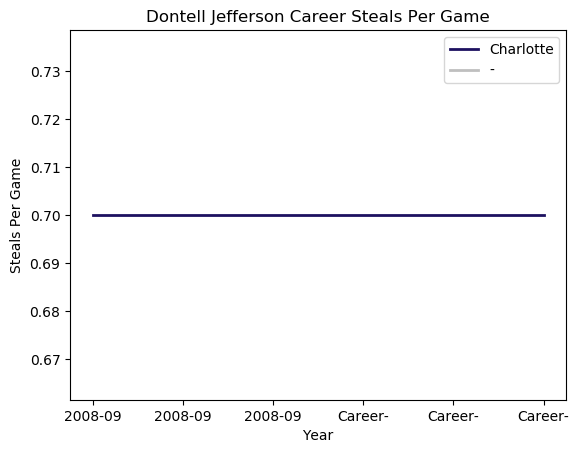 Dontell Jefferson Career Steals Per Game
Charlotte
-
0.73
0.72
0.71
0.70
0.69
0.68
0.67
Steals Per Game
2008-09 2008-09 2008-09 Career- Career- Career-
Year